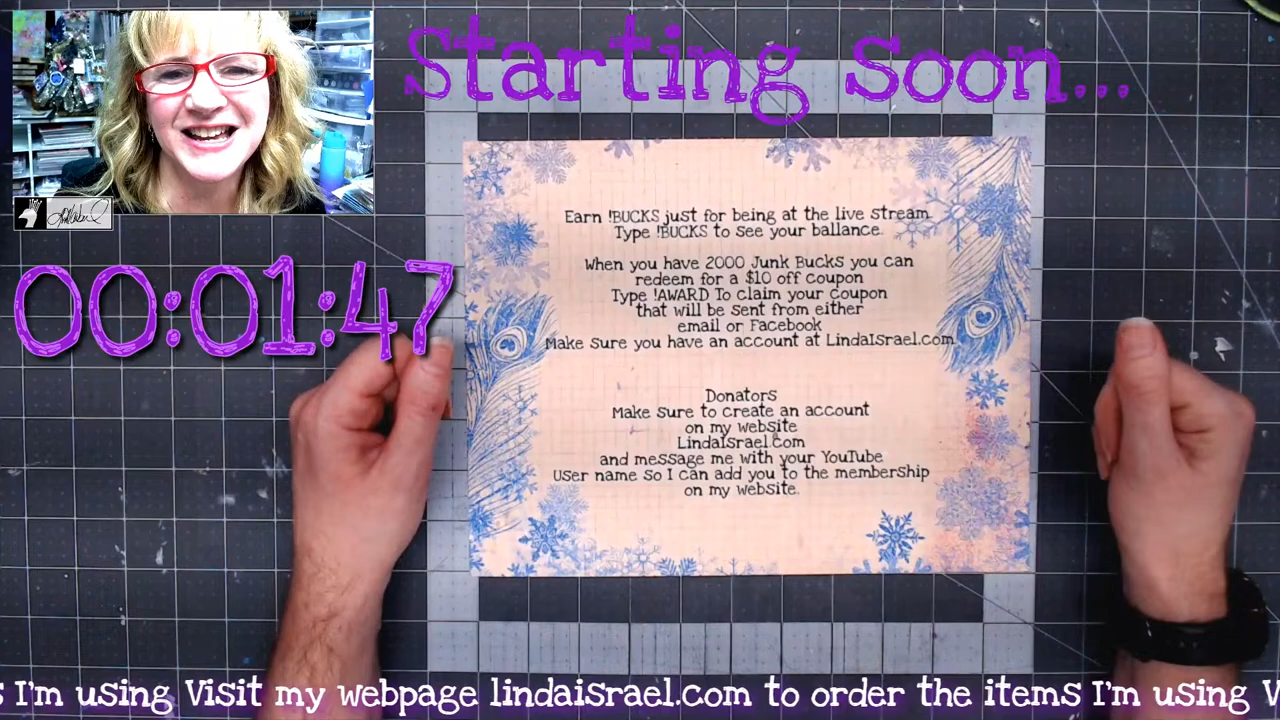 Starting Soon...
00:01:47
Earn !BUCKS just for being at the live stream
Type !BUCKS to see your ballance
When you have 2000 Junk Bucks you can
redeem for a $10 off coupon
Type !AWARD To claim your coupon
that will be sent from either
email or Facebook
Make sure you have an account at LindaIsrael.com
Donators
Make sure to create an account
on my website
LindaIsrael.com
and message me with your YouTube
User name so I can add you to the membership
on my website.
s I'm using Visit my webpage lindaisrael.com to order the items I'm using V